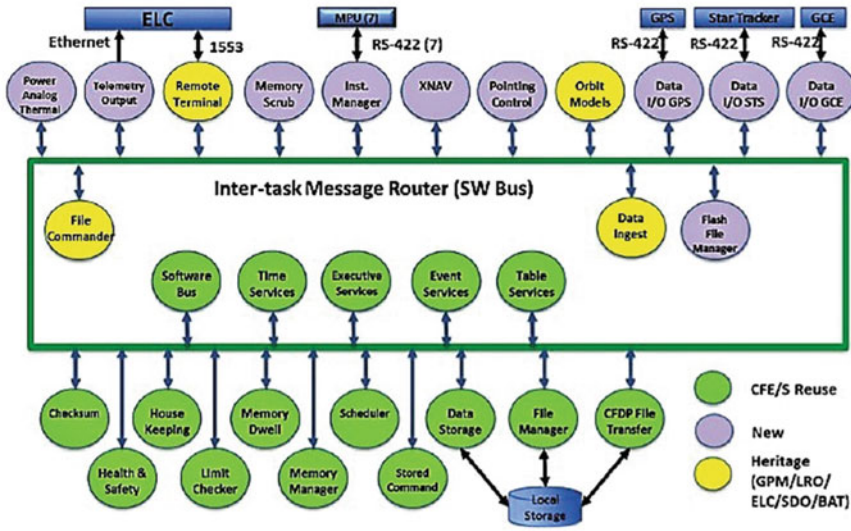 ELC
MPU (7)
GPS
Star Tracker
GCE
Ethernet
1553
RS-422 (7)
RS-422
RS-422
RS-422
Power
Analog
Thermal
Telemetry
Output
Remote
Terminal
Memory
Scrub
Inst.
Manager
XNAV
Pointing
Control
Orbit
Models
Data
I/O GPS
Data
I/O STS
Data
I/O GCE
Inter-task Message Router (SW Bus)
File
Commander
Data
Ingest
Flash
File
Manager
Software
Bus
Time
Services
Executive
Services
Event
Services
Table
Services
Checksum
House
Keeping
Memory
Dwell
Scheduler
Data
Storage
File
Manager
CFDP File
Transfer
Health &
Safety
Limit
Checker
Memory
Manager
Stored
Command
Local
Storage
CFE/S Reuse
New
Heritage
(GPM/LRO/
ELC/SDO/BAT)